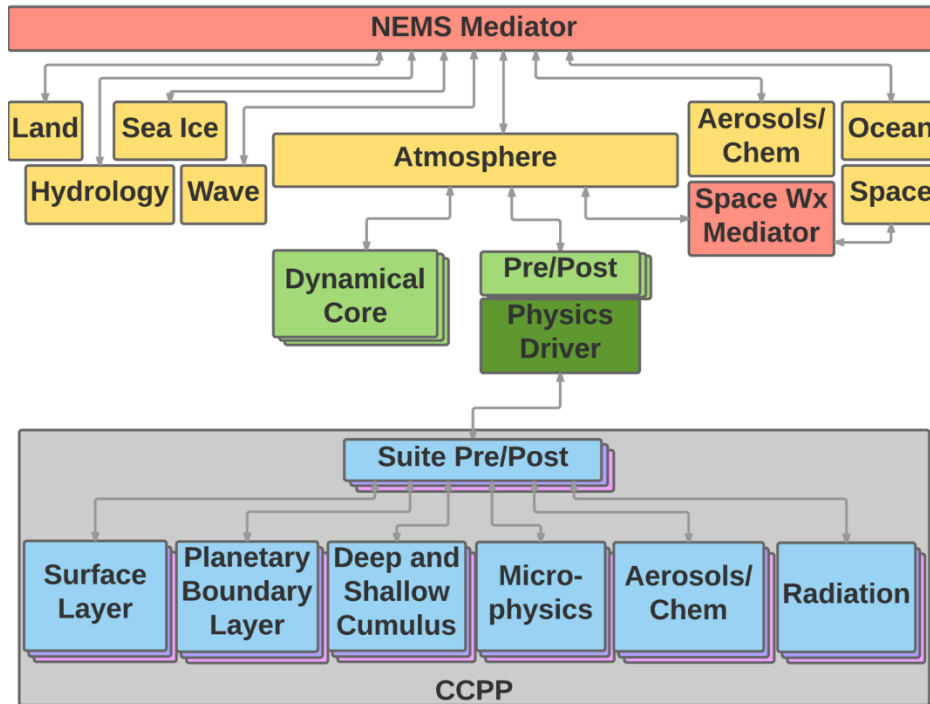 NEMS Mediator
Land
Sea Ice
Hydrology
Wave
Atmosphere
Aerosols/
Chem
Ocean
Space Wx
Mediator
Space
Dynamical
Core
Pre/Post
Physics
Driver
Suite Pre/Post
Surface
Layer
Planetary
Boundary
Layer
Deep and
Shallow
Cumulus
Micro-
physics
Aerosols/
Chem
Radiation
CCPP